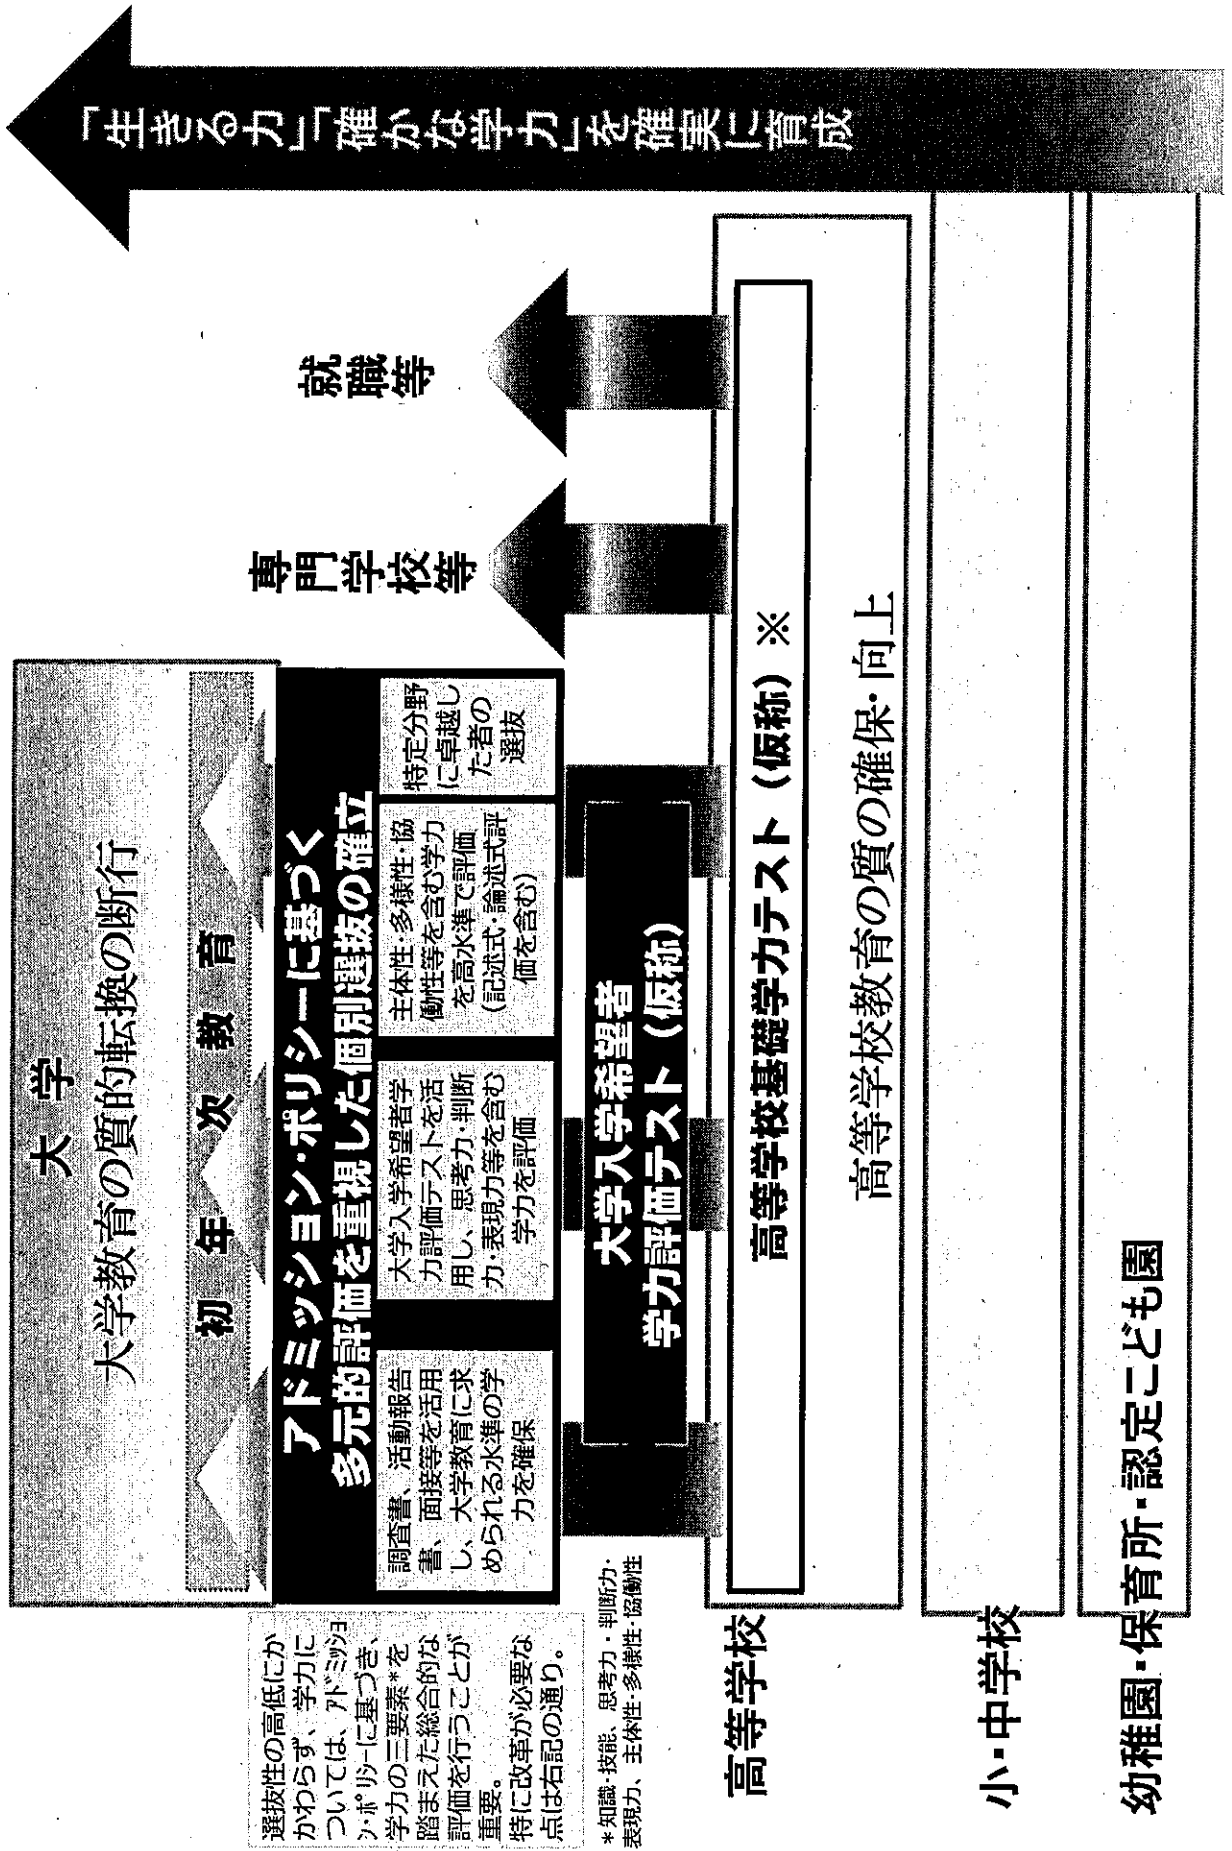 大　学
大学教育の質的転換の断行
初　年　次　教　育
アドミッション・ポリシーに基づく
多元的評価を重視した個別選抜の確立
調査書、活動報告
書、面接等を活用
し、大学教育に求
められる水準の学
力を確保
大学入学希望者学
力評価テストを活
用し、思考力・判断
力・表現力等を含む
学力を評価
主体性・多様性・協
働性等を含む学力
を高水準で評価
（記述式・論述式評
価を含む）
特定分野
に卓越し
た者の
選抜
選抜性の高低にか
かわらず、学力に
ついては、アドミッショ
ン・ポリシーに基づき、
学力の三要素*を
踏まえた総合的な
評価を行うことが
重要。
特に改革が必要な
点は右記の通り。
＊知識・技能、思考力・判断力・
表現力、主体性・多様性・協働性
大学入学希望者
学力評価テスト（仮称）
専門学校等
就職等
高等学校
高等学校基礎学力テスト（仮称）※
高等学校教育の質の確保・向上
小・中学校
幼稚園・保育所・認定こども園
「生きる力」「確かな学力」を確実に育成